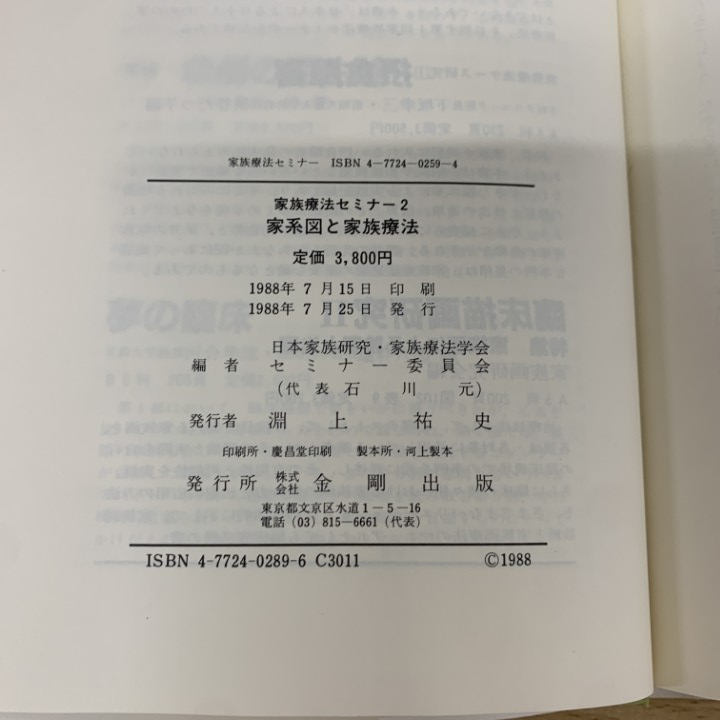 家族療法セミナー ISBN 4-7724-0259-4
家族療法セミナー2
家系図と家族療法
定価 3,800円
1988年 7 月15日 印 刷
1988年 7 月25日 発 行
日本家族研究・家族療法学会
編 者 セ ミ ナ ー 委 員 会
(代 表 石 川 元)
発行者 淵 上 祐 史
印刷所・慶昌堂印刷 製本所・河上製本
発 行 所 株式会社 金 剛 出 版
東京都文京区水道1-5-16
電話 (03) 815-6661 (代表)
ISBN 4-7724-0289-6 C3011 ©1988